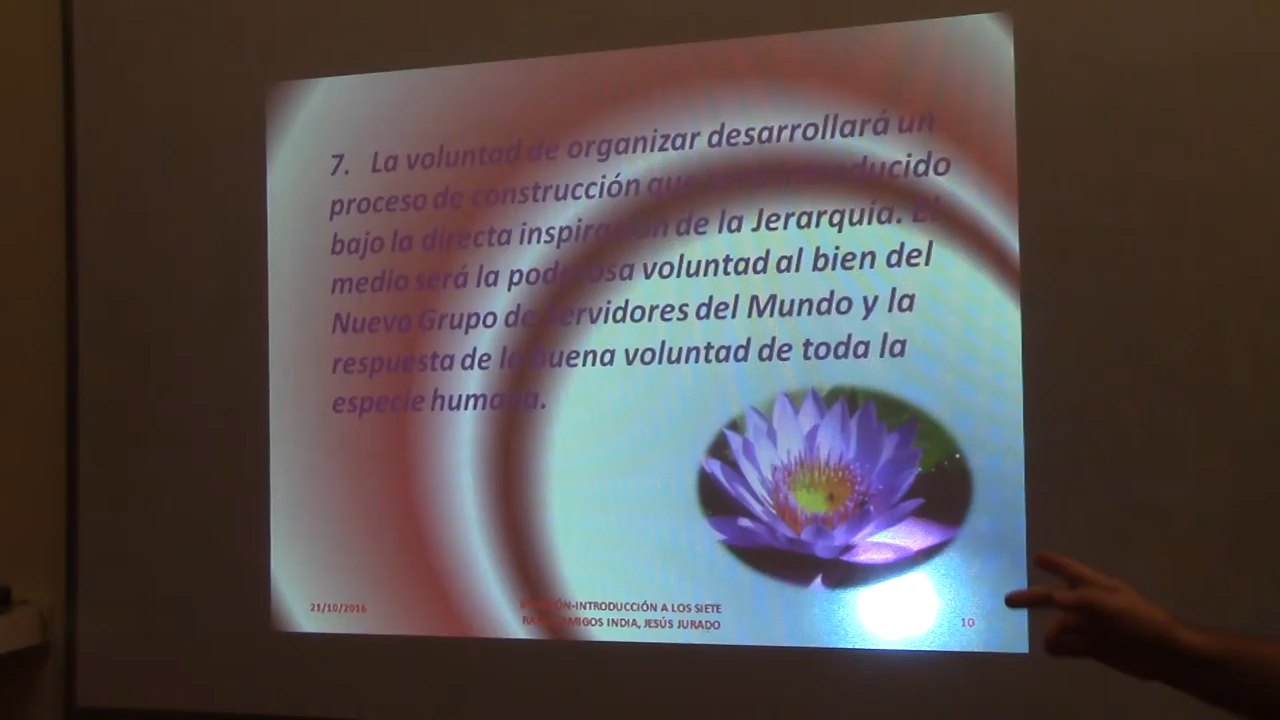 7. La voluntad de organizar desarrollará un
proceso de construcción que será introducido
bajo la directa inspiración de la Jerarquía. El
medio será la poderosa voluntad al bien del
Nuevo Grupo de Servidores del Mundo y la
respuesta de la buena voluntad de toda la
especie humana.
21/10/2016
INTRODUCCIÓN A LOS SIETE
AMIGOS INDIA, JESÚS JURADO
10